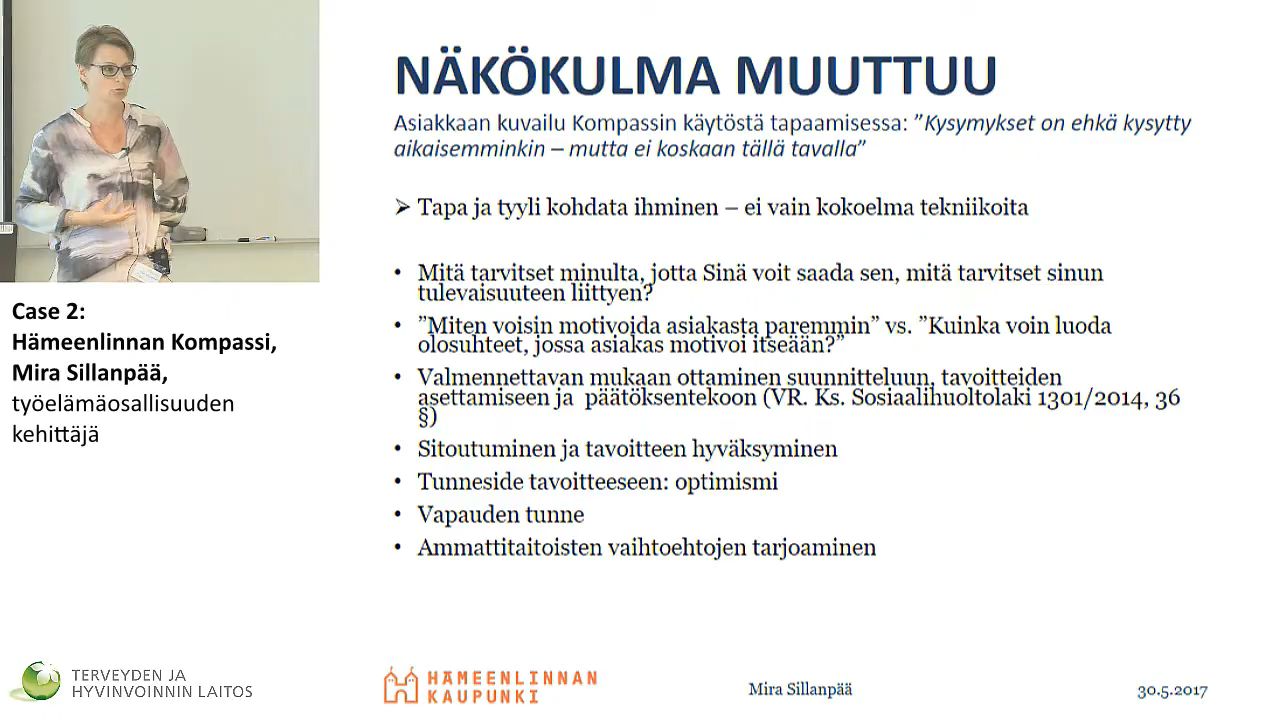 NÄKÖKULMA MUUTTUU
Asiakkaan kuvailu Kompassin käytöstä tapaamisessa: ”Kysymykset on ehkä kysytty
aikaisemminkin – mutta ei koskaan tällä tavalla”
➢ Tapa ja tyyli kohdata ihminen – ei vain kokoelma tekniikoita
• Mitä tarvitset minulta, jotta Sinä voit saada sen, mitä tarvitset sinun
tulevaisuuteen liittyen?
• ”Miten voisin motivoida asiakasta paremmin” vs. ”Kuinka voin luoda
olosuhteet, jossa asiakas motivoi itseään?”
• Valmennettavan mukaan ottaminen suunnitteluun, tavoitteiden
asettamiseen ja päätöksentekoon (VR. Ks. Sosiaalihuoltolaki 1301/2014, 36
§)
• Sitoutuminen ja tavoitteen hyväksyminen
• Tunneside tavoitteeseen: optimismi
• Vapauden tunne
• Ammattitaitoisten vaihtoehtojen tarjoaminen
Case 2:
Hämeenlinnan Kompassi,
Mira Sillanpää,
työelämäosallisuuden
kehittäjä
TERVEYDEN JA
HYVINVOINNIN LAITOS
HÄMEENLINNAN
KAUPUNKI
Mira Sillanpää
30.5.2017